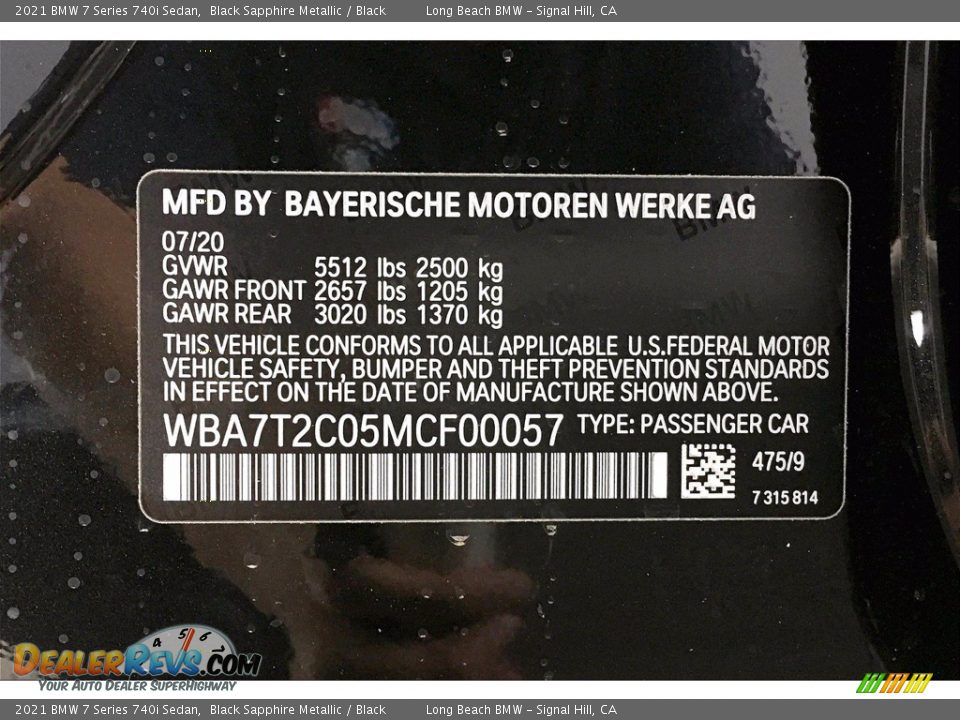 2021 BMW 7 Series 740i Sedan,  Black Sapphire Metallic / Black          Long Beach BMW - Signal Hill, CA
MFD BY BAYERISCHE MOTOREN WERKE AG
07/20
GVWR 5512 lbs 2500 kg
GAWR FRONT 2657 lbs 1205 kg
GAWR REAR 3020 lbs 1370 kg
THIS VEHICLE CONFORMS TO ALL APPLICABLE U.S.FEDERAL MOTOR
VEHICLE SAFETY, BUMPER AND THEFT PREVENTION STANDARDS
IN EFFECT ON THE DATE OF MANUFACTURE SHOWN ABOVE.
WBA7T2C05MCF00057 TYPE: PASSENGER CAR
475/9
7 315 814
4 5 6
DealerRevs.com
Your Auto Dealer SuperHighway
2021 BMW 7 Series 740i Sedan,  Black Sapphire Metallic / Black          Long Beach BMW - Signal Hill, CA